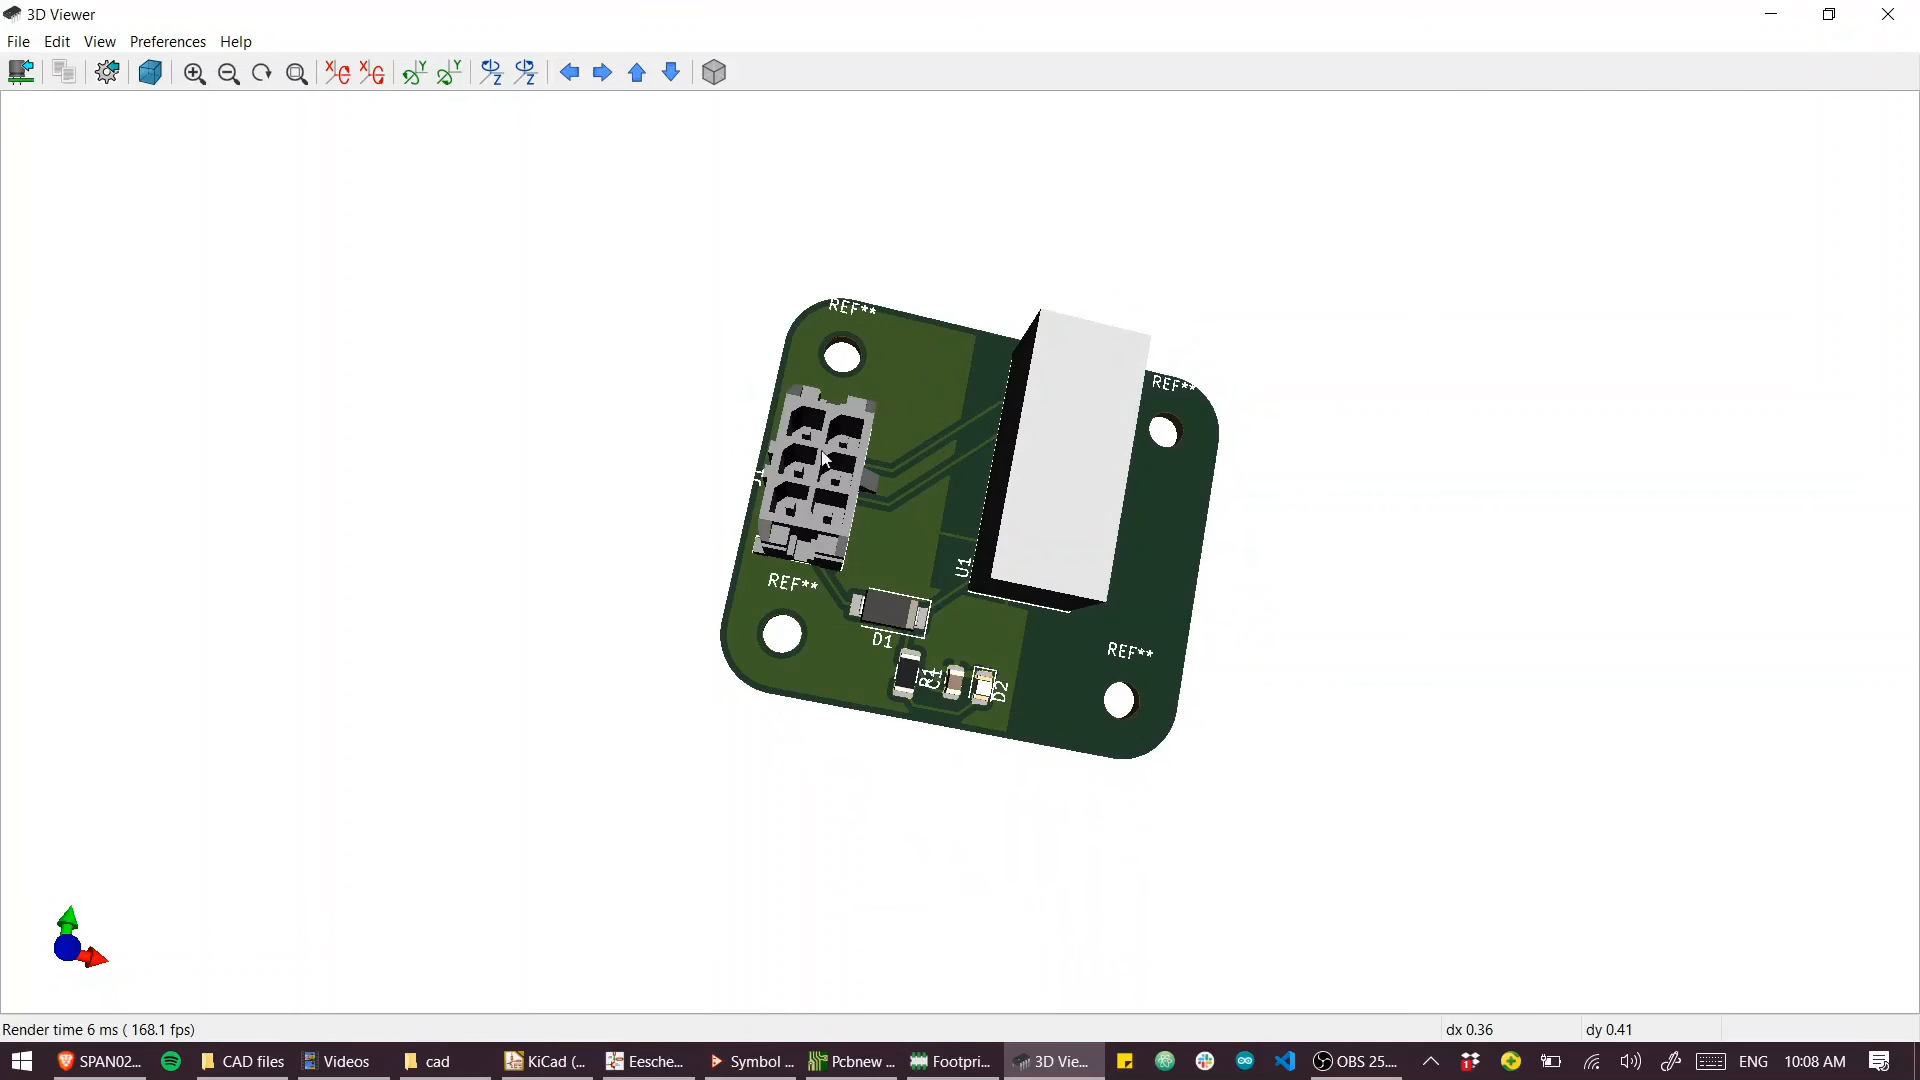 3D Viewer
File Edit View Preferences Help
REF**
REF**
J1
U1
REF**
D1
REF**
R1
C1
D2
Render time 6 ms ( 168.1 fps)
dx 0.36
dy 0.41
SPAN02...
CAD files
Videos
cad
KiCad (...
Eesche...
Symbol ...
Pcbnew ...
Footpri...
3D Vie...
OBS 25....
ENG
10:08 AM